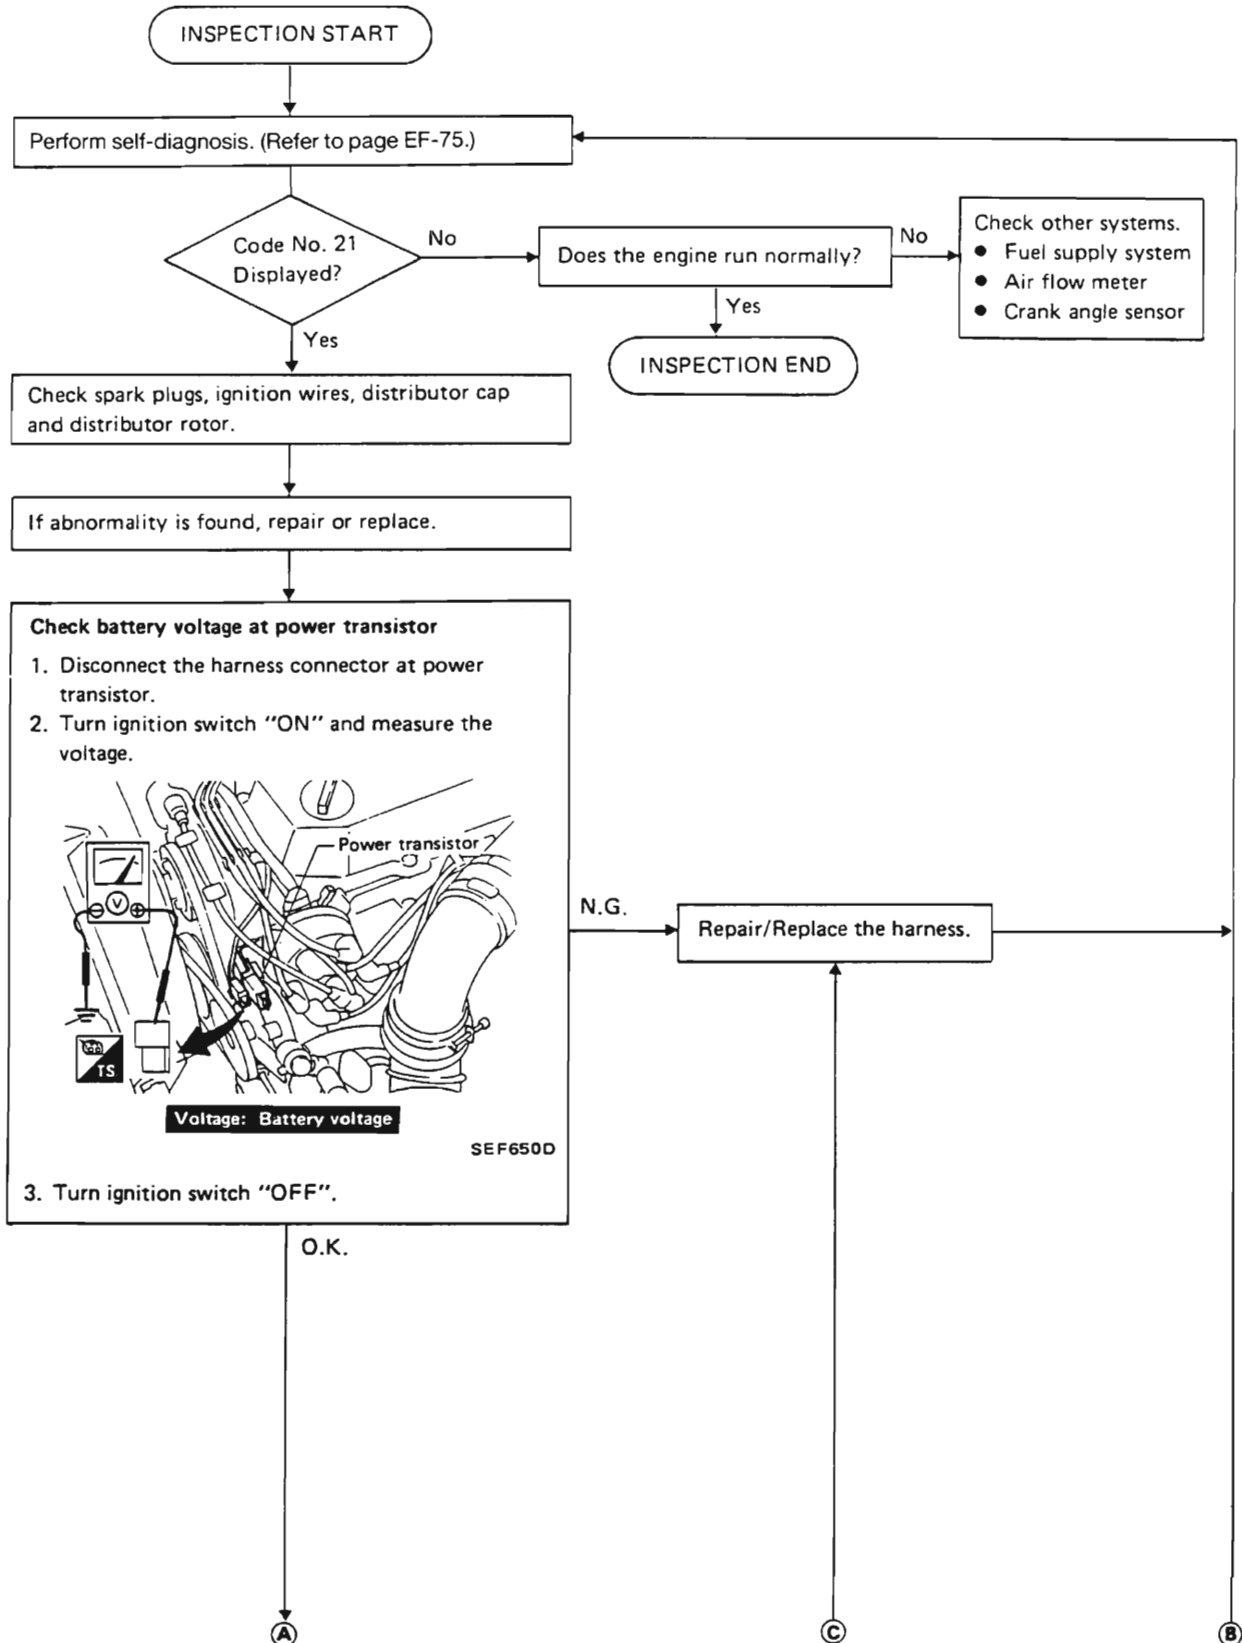 INSPECTION START
Perform self-diagnosis. (Refer to page EF-75.)
Code No. 21
Displayed?
No
Does the engine run normally?
No
Check other systems.
● Fuel supply system
● Air flow meter
● Crank angle sensor
Yes
INSPECTION END
Yes
Check spark plugs, ignition wires, distributor cap
and distributor rotor.
If abnormality is found, repair or replace.
Check battery voltage at power transistor
1. Disconnect the harness connector at power
transistor.
2. Turn ignition switch "ON" and measure the
voltage.
Power transistor
V
T.S.
Voltage: Battery voltage
SEF650D
3. Turn ignition switch "OFF".
N.G.
Repair/Replace the harness.
O.K.
A
C
B